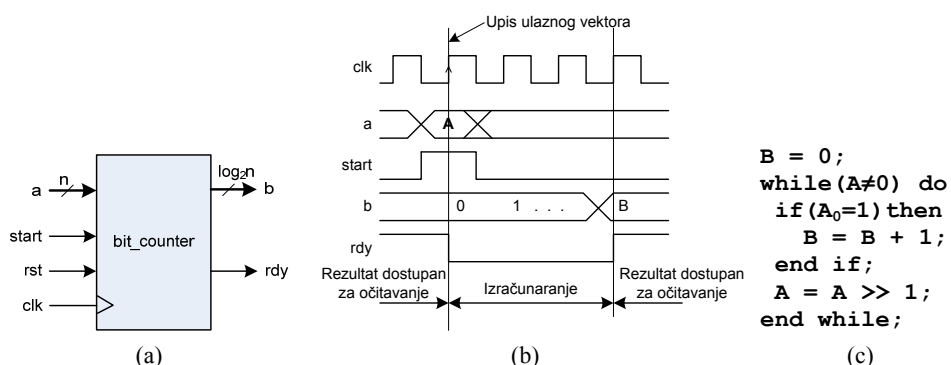 a
n
start
rst
clk
bit_counter
log₂n
b
rdy
(a)
Upis ulaznog vektora
clk
a
A
start
b
0 1 . . . B
rdy
Rezultat dostupan
za očitavanje
Izračunaranje
Rezultat dostupan
za očitavanje
(b)
B = 0;
while(A≠0) do
if(A₀=1)then
B = B + 1;
end if;
A = A >> 1;
end while;
(c)